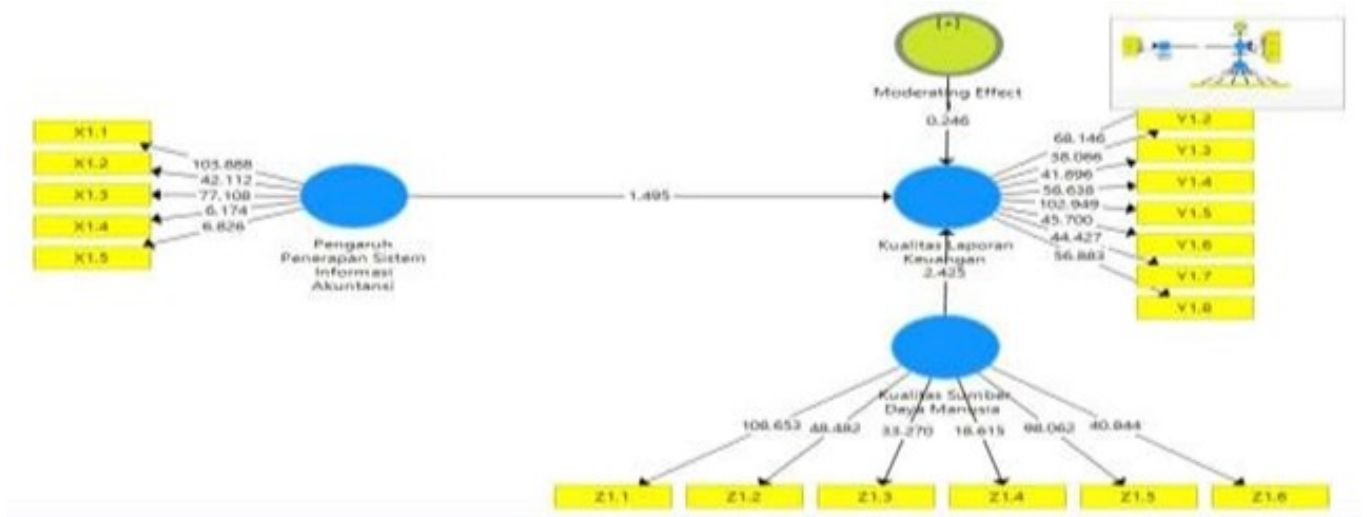 [+]
Moderating Effect
0.246
X1.1
X1.2
X1.3
X1.4
X1.5
103.888
42.112
77.108
6.174
6.826
Pengaruh
Penerapan Sistem
Informasi
Akuntansi
1.495
Kualitas Laporan
Keuangan
2.425
68.146
38.066
41.896
56.638
102.949
45.700
44.427
56.883
Y1.2
Y1.3
Y1.4
Y1.5
Y1.6
Y1.7
Y1.8
Kualitas Sumber
Daya Manusia
108.653
48.482
33.270
18.615
98.062
40.844
Z1.1
Z1.2
Z1.3
Z1.4
Z1.5
Z1.6